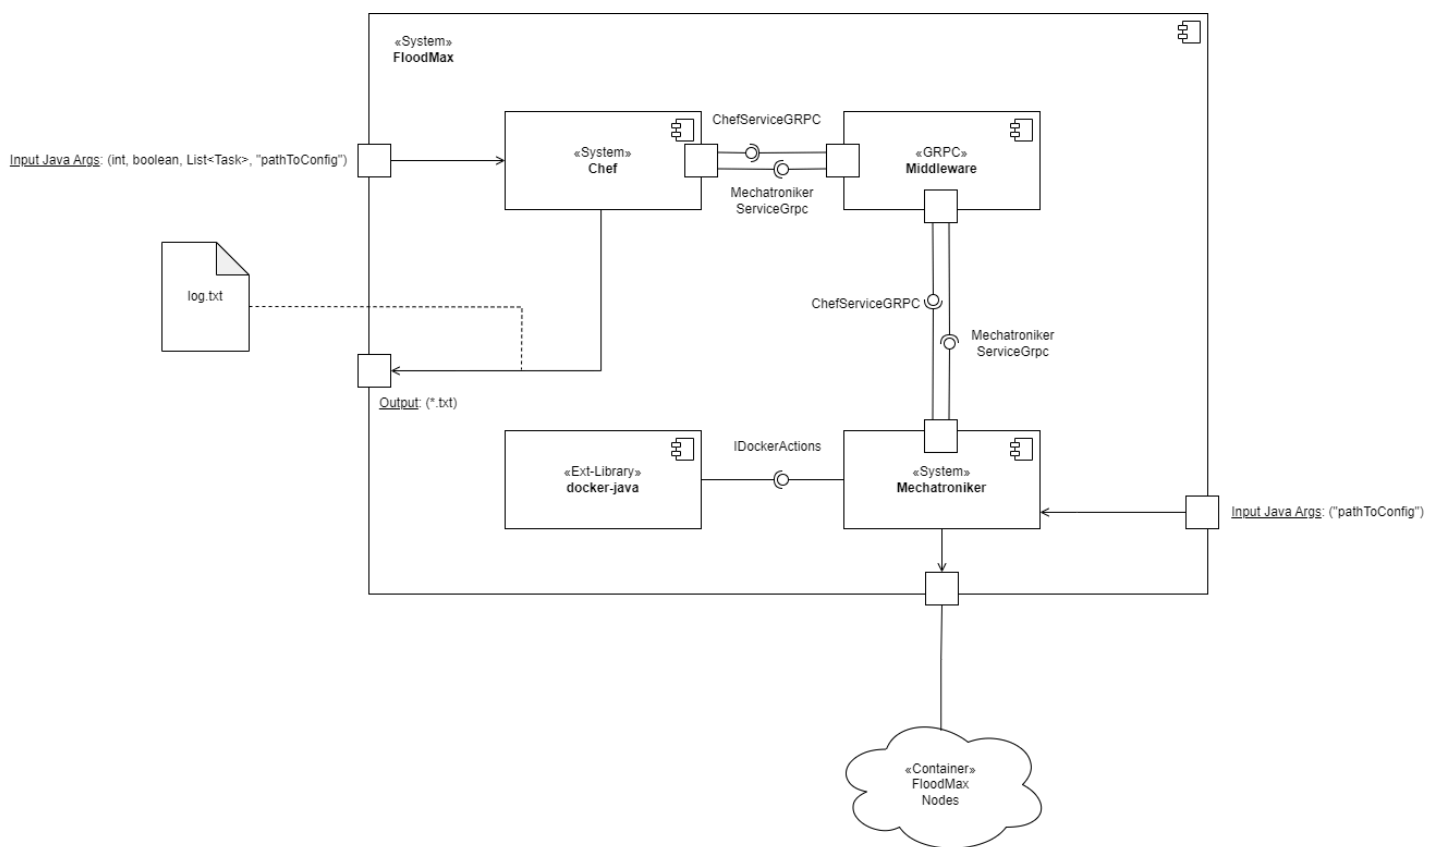 «System»
FloodMax
ChefServiceGRPC
Input Java Args: (int, boolean, List<Task>, "pathToConfig")
«System»
Chef
«GRPC»
Middleware
Mechatroniker
ServiceGrpc
log.txt
ChefServiceGRPC
Mechatroniker
ServiceGrpc
Output: (*.txt)
IDockerActions
«Ext-Library»
docker-java
«System»
Mechatroniker
Input Java Args: ("pathToConfig")
«Container»
FloodMax
Nodes